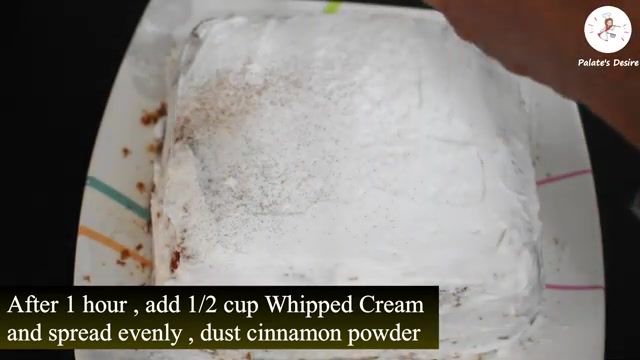 Palate's Desire
After 1 hour , add 1/2 cup Whipped Cream
and spread evenly , dust cinnamon powder